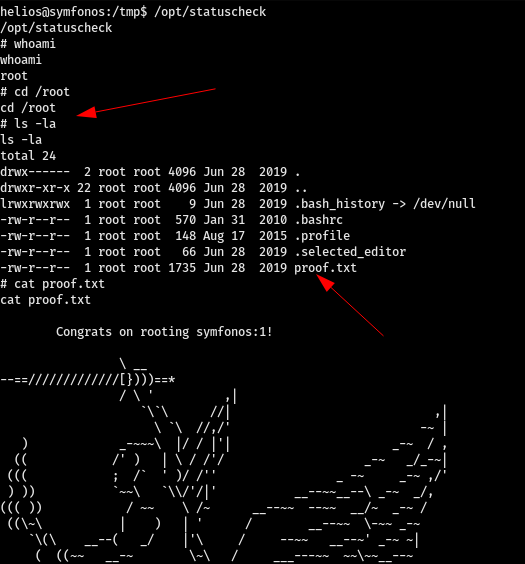 helios@symfonos:/tmp$ /opt/statuscheck
/opt/statuscheck
# whoami
whoami
root
# cd /root
cd /root
# ls -la
ls -la
total 24
drwx------  2 root root 4096 Jun 28  2019 .
drwxr-xr-x 22 root root 4096 Jun 28  2019 ..
lrwxrwxrwx  1 root root    9 Jun 28  2019 .bash_history -> /dev/null
-rw-r--r--  1 root root  570 Jan 31  2010 .bashrc
-rw-r--r--  1 root root  148 Aug 17  2015 .profile
-rw-r--r--  1 root root   66 Jun 28  2019 .selected_editor
-rw-r--r--  1 root root 1735 Jun 28  2019 proof.txt
# cat proof.txt
cat proof.txt
Congrats on rooting symfonos:1!